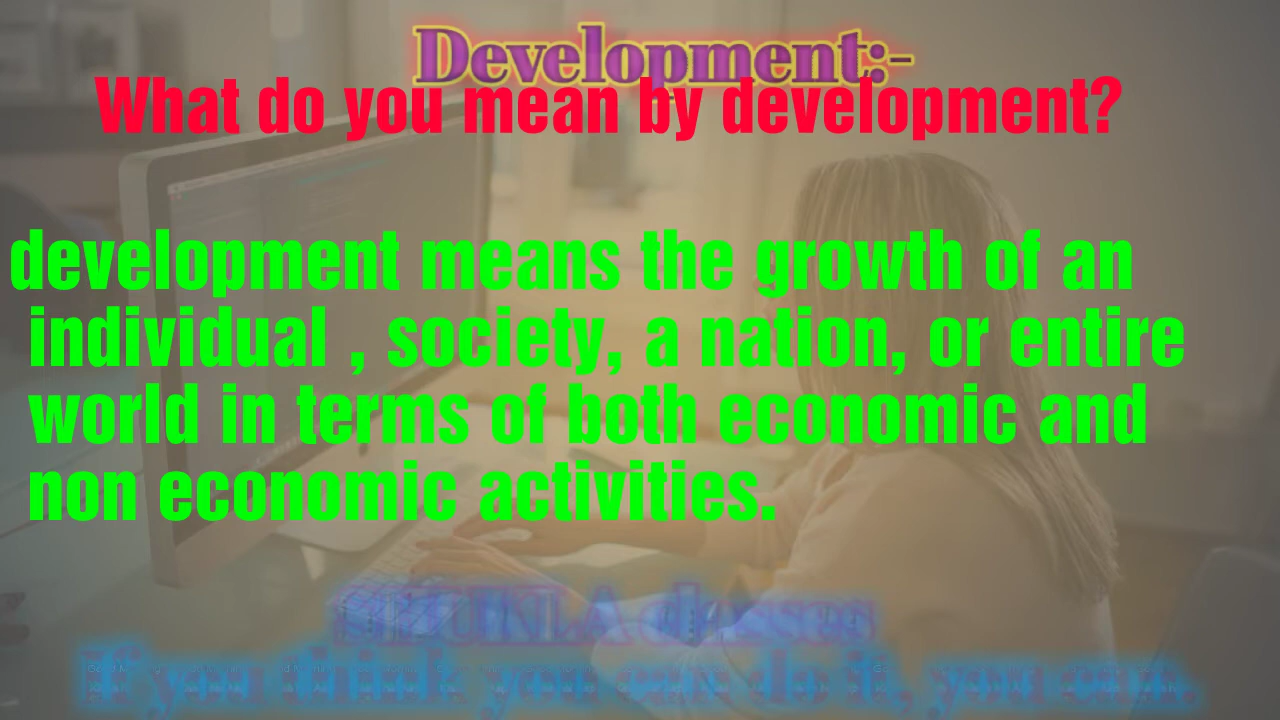 Development:-
What do you mean by development?
development means the growth of an
individual , society, a nation, or entire
world in terms of both economic and
non economic activities.
SHUKLA classes
If you think you can do it, you can.